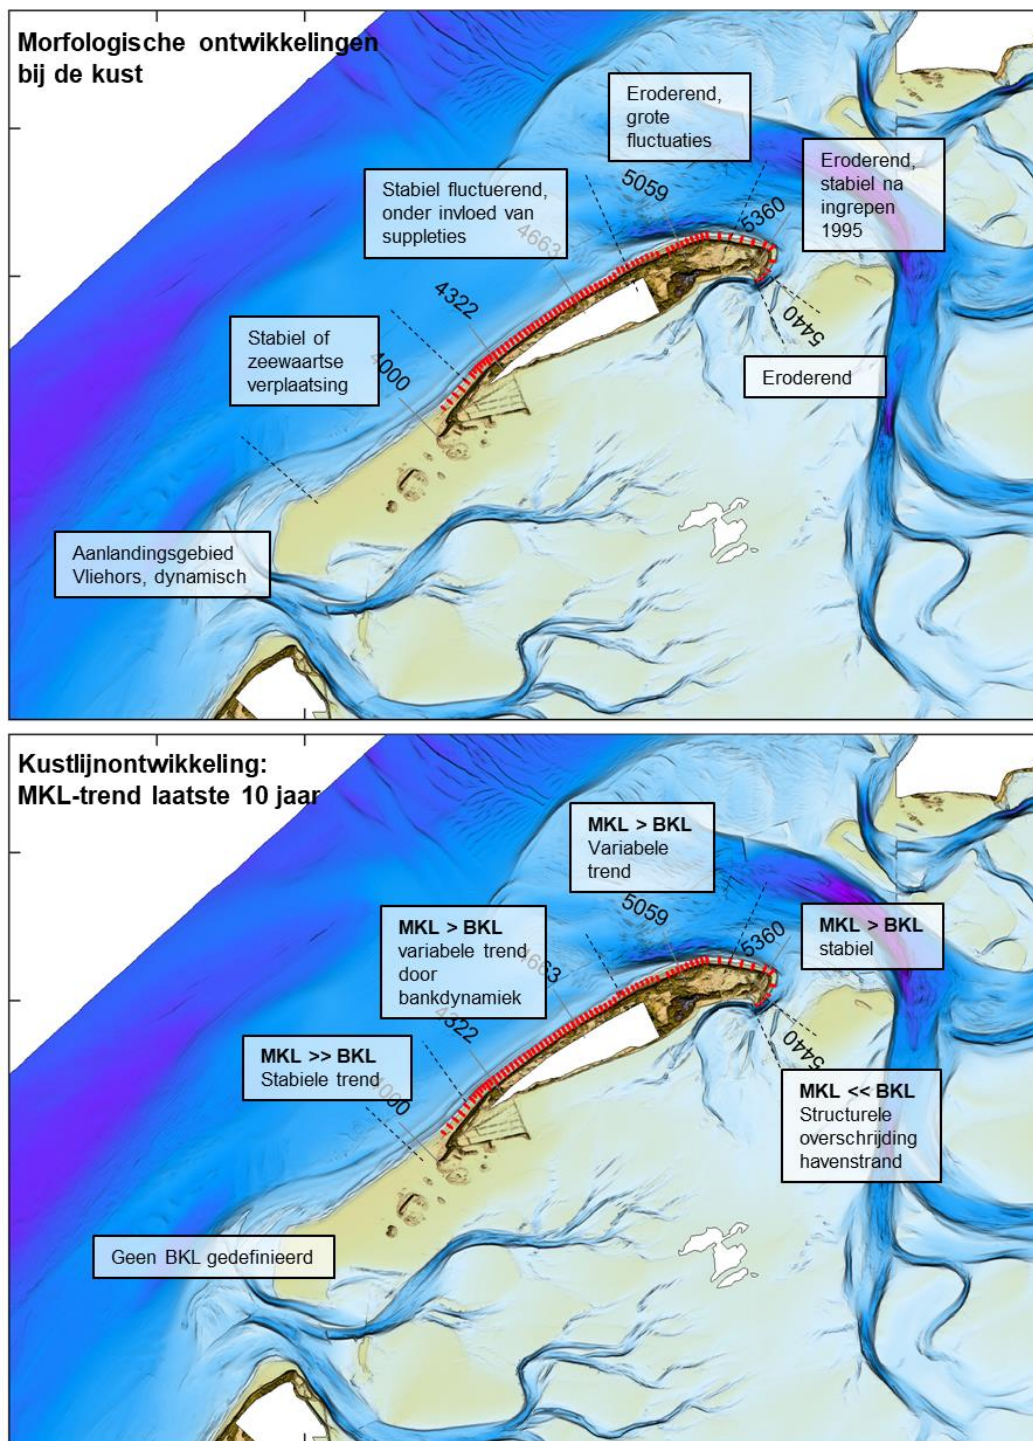 Morfologische ontwikkelingen
bij de kust
Eroderend,
grote
fluctuaties
Eroderend,
stabiel na
ingrepen
1995
Stabiel fluctuerend,
onder invloed van
suppleties
5059
5360
4663
4322
Stabiel of
zeewaartse
verplaatsing
4000
5440
Eroderend
Aanlandingsgebied
Vliehors, dynamisch
Kustlijnontwikkeling:
MKL-trend laatste 10 jaar
MKL > BKL
Variabele
trend
MKL > BKL
variabele trend
door
bankdynamiek
5059
5360
MKL > BKL
stabiel
4663
4322
MKL >> BKL
Stabiele trend
4000
5440
MKL << BKL
Structurele
overschrijding
havenstrand
Geen BKL gedefinieerd